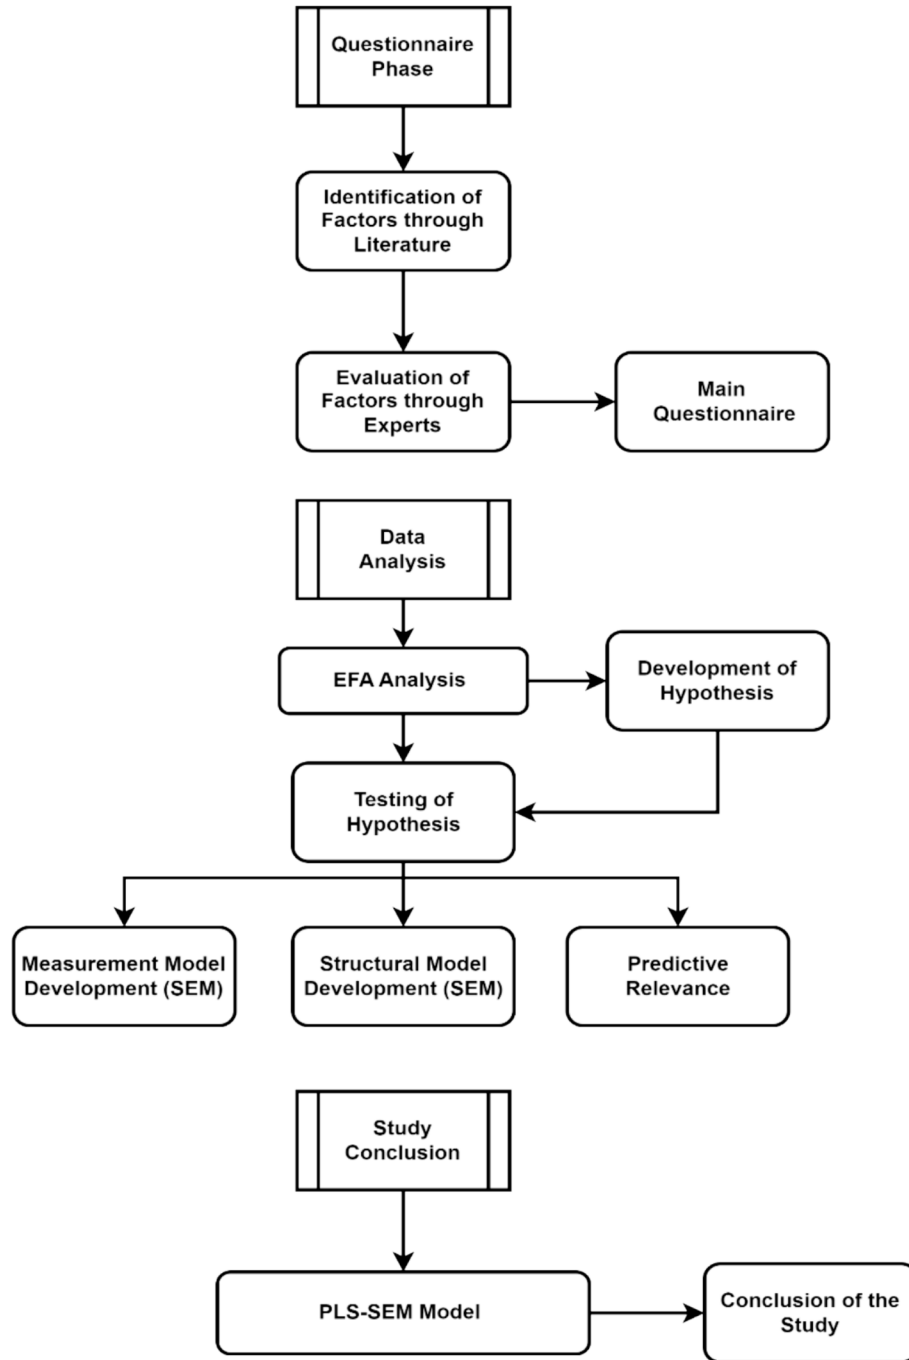 Questionnaire
Phase
Identification of
Factors through
Literature
Evaluation of
Factors through
Experts
Main
Questionnaire
Data
Analysis
EFA Analysis
Development of
Hypothesis
Testing of
Hypothesis
Measurement Model
Development (SEM)
Structural Model
Development (SEM)
Predictive
Relevance
Study
Conclusion
PLS-SEM Model
Conclusion of the
Study